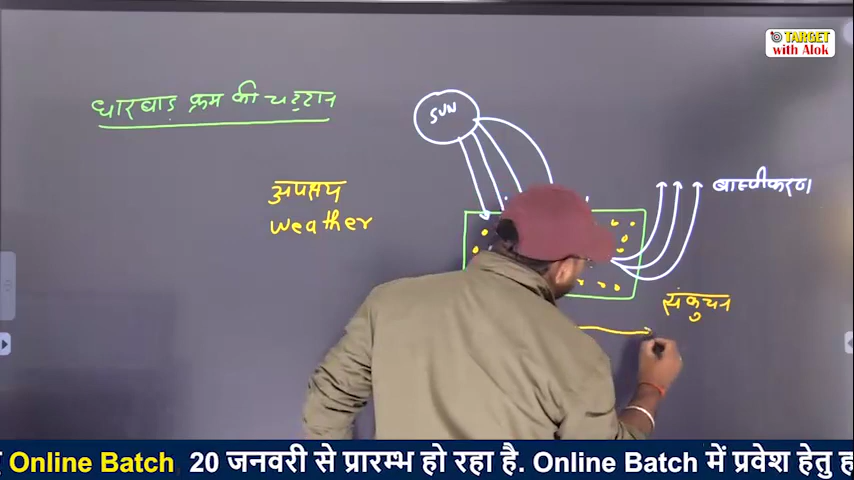 TARGET
with Alok
धारवाड़ क्रम की चट्टान
SUN
अपक्षय
weather
बाष्पीकरण
संकुचन
Online Batch 20 जनवरी से प्रारम्भ हो रहा है. Online Batch में प्रवेश हेतु